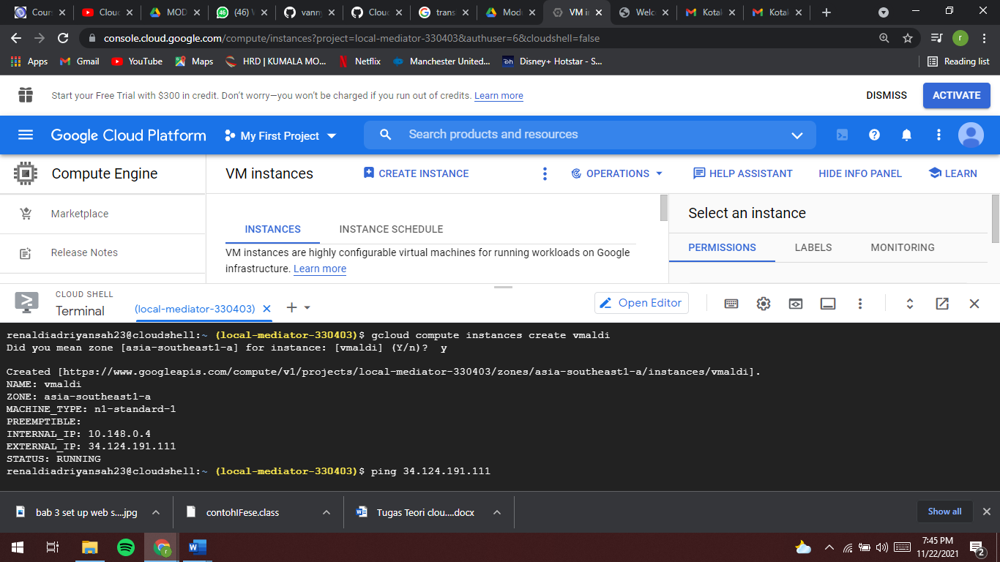 Cours
Clouc
MOD
(46) V
vanny
Clouc
trans
Modu
VM in
Welc
Kotak
Kotak
console.cloud.google.com/compute/instances?project=local-mediator-330403&authuser=6&cloudshell=false
r
Apps
Gmail
YouTube
Maps
HRD | KUMALA MO...
Netflix
Manchester United...
Disney+ Hotstar - S...
Reading list
Start your Free Trial with $300 in credit. Don't worry—you won't be charged if you run out of credits. Learn more
DISMISS
ACTIVATE
Google Cloud Platform
My First Project
Search products and resources
Compute Engine
VM instances
CREATE INSTANCE
OPERATIONS
HELP ASSISTANT
HIDE INFO PANEL
LEARN
Marketplace
Release Notes
INSTANCES
INSTANCE SCHEDULE
VM instances are highly configurable virtual machines for running workloads on Google
infrastructure. Learn more
Select an instance
PERMISSIONS
LABELS
MONITORING
CLOUD SHELL
Terminal
(local-mediator-330403)
Open Editor
renaldiadriyansah23@cloudshell:~ (local-mediator-330403)$ gcloud compute instances create vmaldi
Did you mean zone [asia-southeast1-a] for instance: [vmaldi] (Y/n)?  y
Created [https://www.googleapis.com/compute/v1/projects/local-mediator-330403/zones/asia-southeast1-a/instances/vmaldi].
NAME: vmaldi
ZONE: asia-southeast1-a
MACHINE_TYPE: n1-standard-1
PREEMPTIBLE:
INTERNAL_IP: 10.148.0.4
EXTERNAL_IP: 34.124.191.111
STATUS: RUNNING
renaldiadriyansah23@cloudshell:~ (local-mediator-330403)$ ping 34.124.191.111
bab 3 set up web s....jpg
contohIFese.class
Tugas Teori clou....docx
Show all
7:45 PM
11/22/2021
2